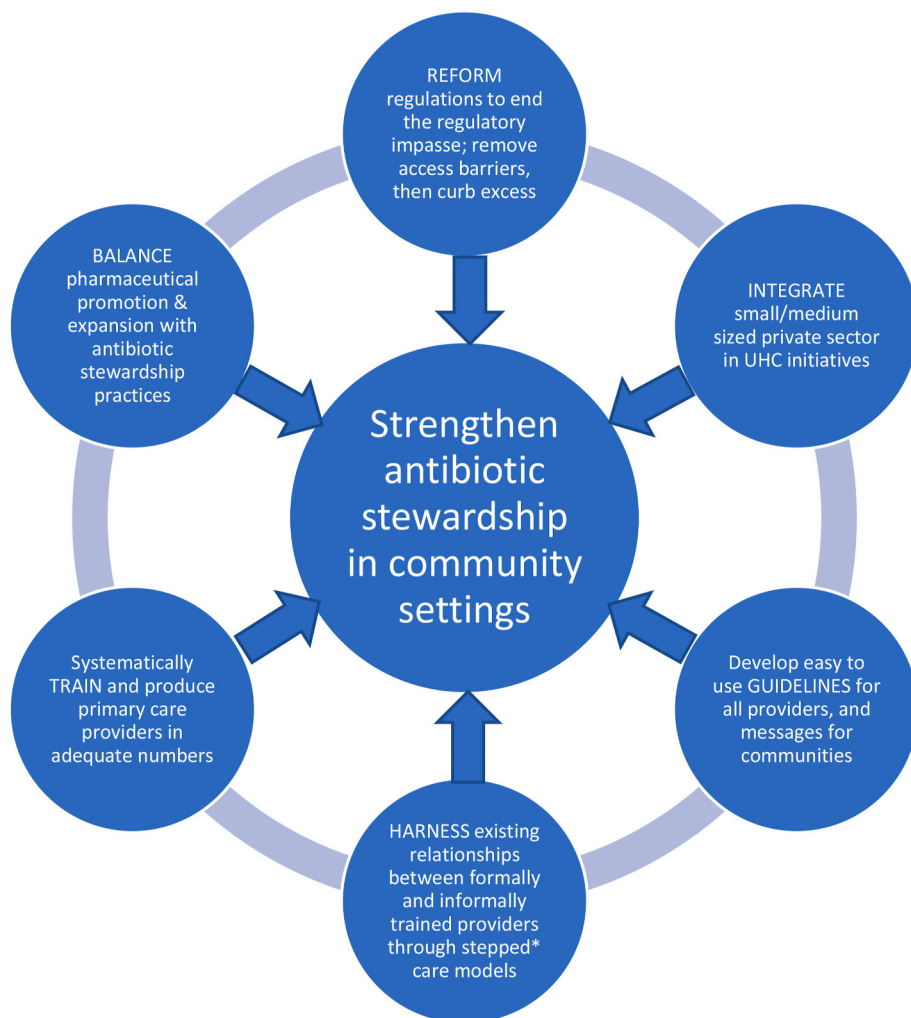 REFORM
regulations to end
the regulatory
impasse; remove
access barriers,
then curb excess
BALANCE
pharmaceutical
promotion &
expansion with
antibiotic
stewardship
practices
INTEGRATE
small/medium
sized private sector
in UHC initiatives
Strengthen
antibiotic
stewardship
in community
settings
Systematically
TRAIN and produce
primary care
providers in
adequate numbers
Develop easy to
use GUIDELINES for
all providers, and
messages for
communities
HARNESS existing
relationships
between formally
and informally
trained providers
through stepped*
care models